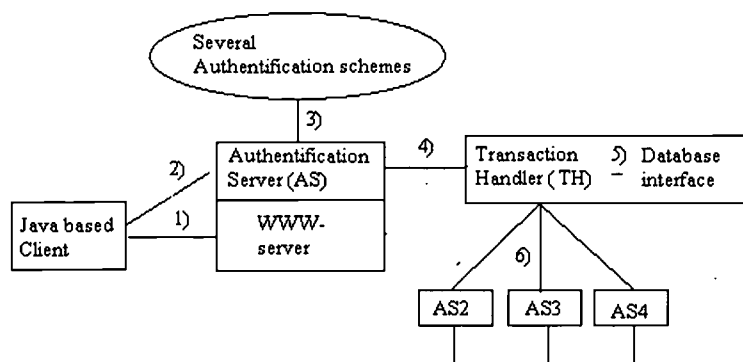 Several
Authentification schemes
3)
Authentification
Server (AS)
4)
Transaction
Handler (TH)
5) Database
interface
2)
Java based
Client
1)
WWW-
server
6)
AS2
AS3
AS4